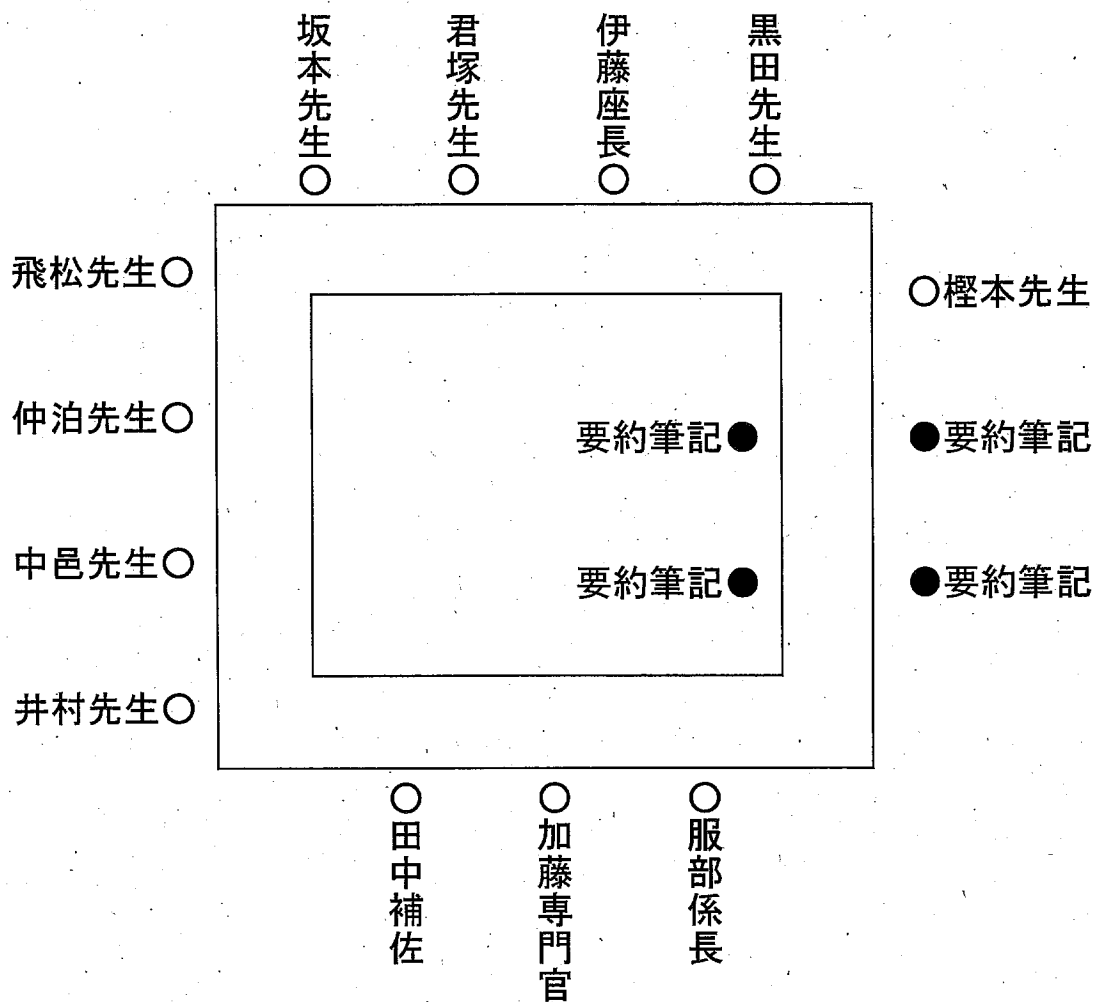 坂本先生○
君塚先生○
伊藤座長○
黒田先生○
飛松先生○
○樫本先生
仲泊先生○
要約筆記●
●要約筆記
中邑先生○
要約筆記●
●要約筆記
井村先生○
○田中補佐
○加藤専門官
○服部係長